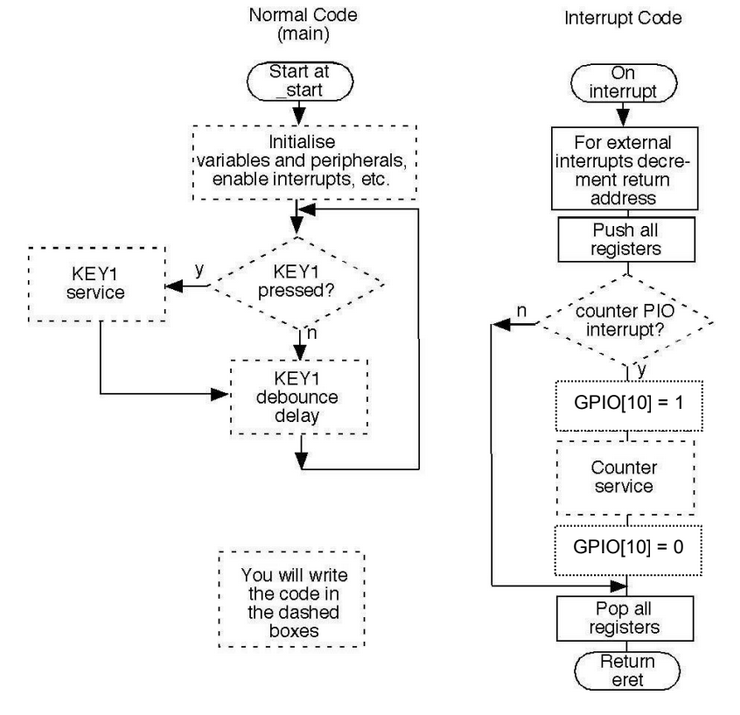 Normal Code
(main)
Start at
_start
Initialise
variables and peripherals,
enable interrupts, etc.
KEY1
pressed?
y
n
KEY1
service
KEY1
debounce
delay
You will write
the code in
the dashed
boxes
Interrupt Code
On
interrupt
For external
interrupts decre-
ment return
address
Push all
registers
counter PIO
interrupt?
n
y
GPIO[10] = 1
Counter
service
GPIO[10] = 0
Pop all
registers
Return
eret